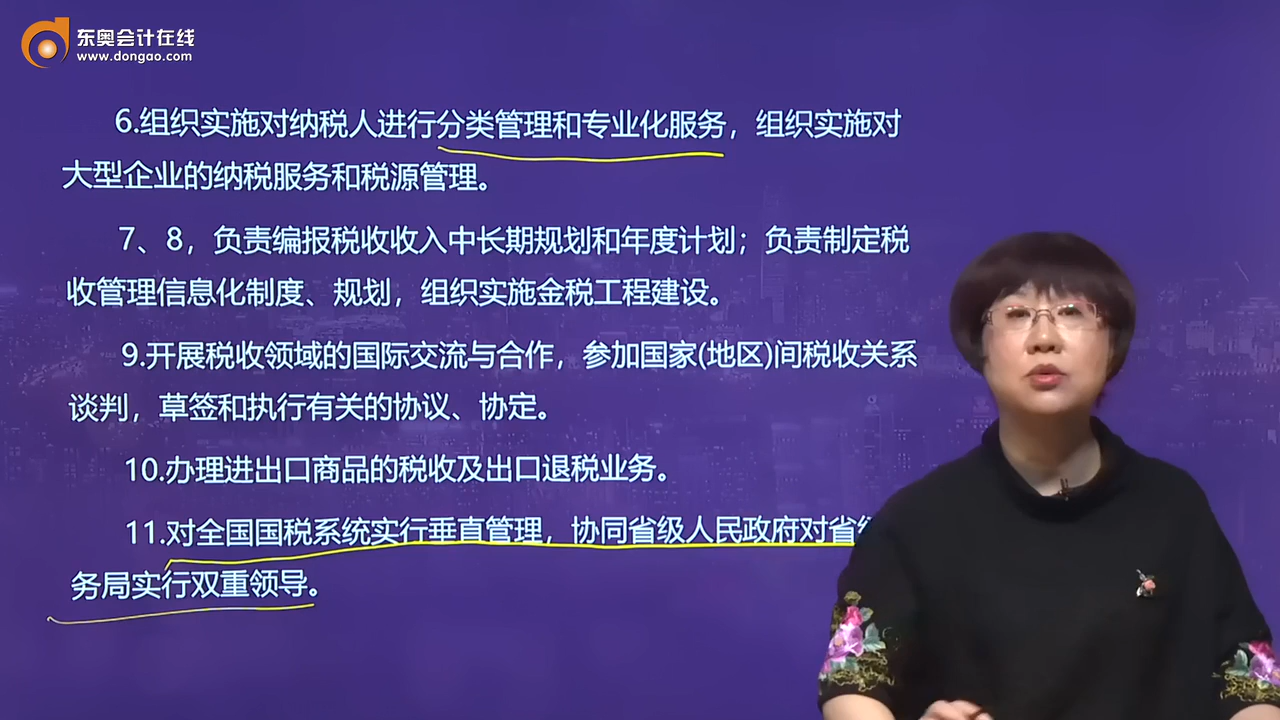 东奥会计在线
www.dongao.com
6.组织实施对纳税人进行分类管理和专业化服务，组织实施对
大型企业的纳税服务和税源管理。
7、8，负责编报税收收入中长期规划和年度计划；负责制定税
收管理信息化制度、规划，组织实施金税工程建设。
9.开展税收领域的国际交流与合作，参加国家(地区)间税收关系
谈判，草签和执行有关的协议、协定。
10.办理进出口商品的税收及出口退税业务。
11.对全国国税系统实行垂直管理，协同省级人民政府对省
务局实行双重领导。